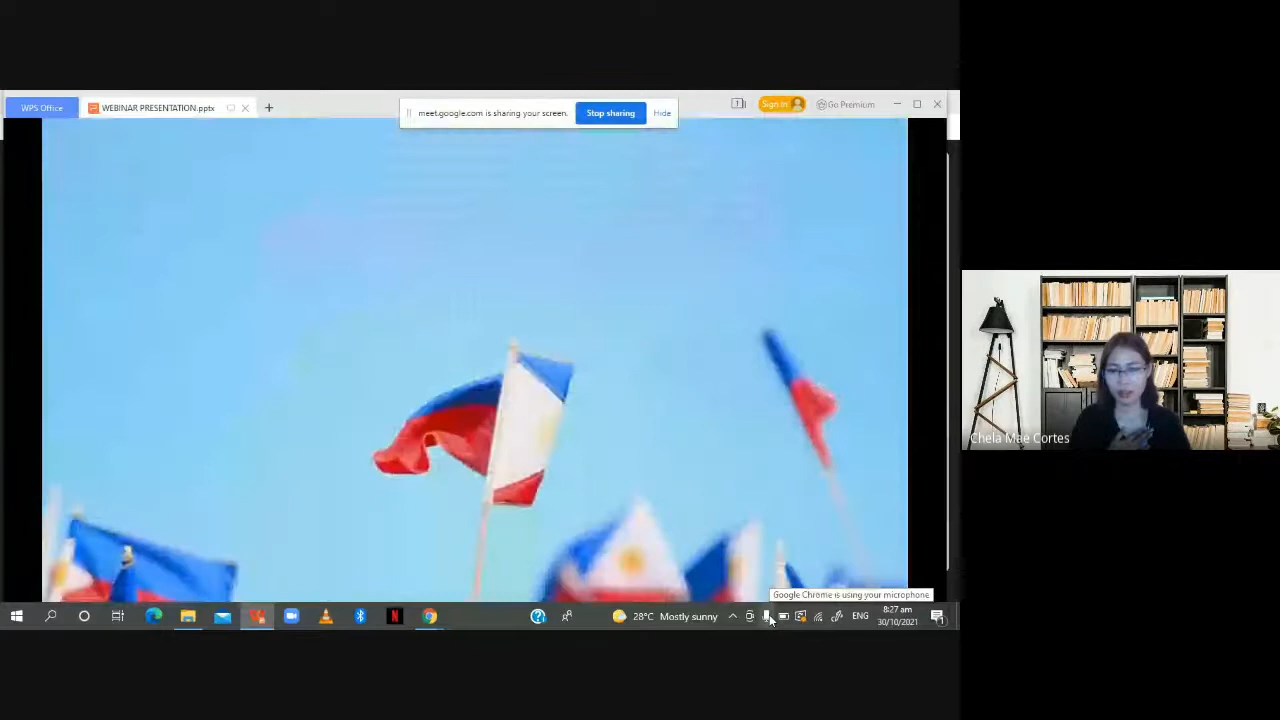 WPS Office
WEBINAR PRESENTATION.pptx
meet.google.com is sharing your screen.
Stop sharing
Hide
1
Sign in
Go Premium
Chela Mae Cortes
Google Chrome is using your microphone
28°C Mostly sunny
ENG
8:27 am
30/10/2021
1